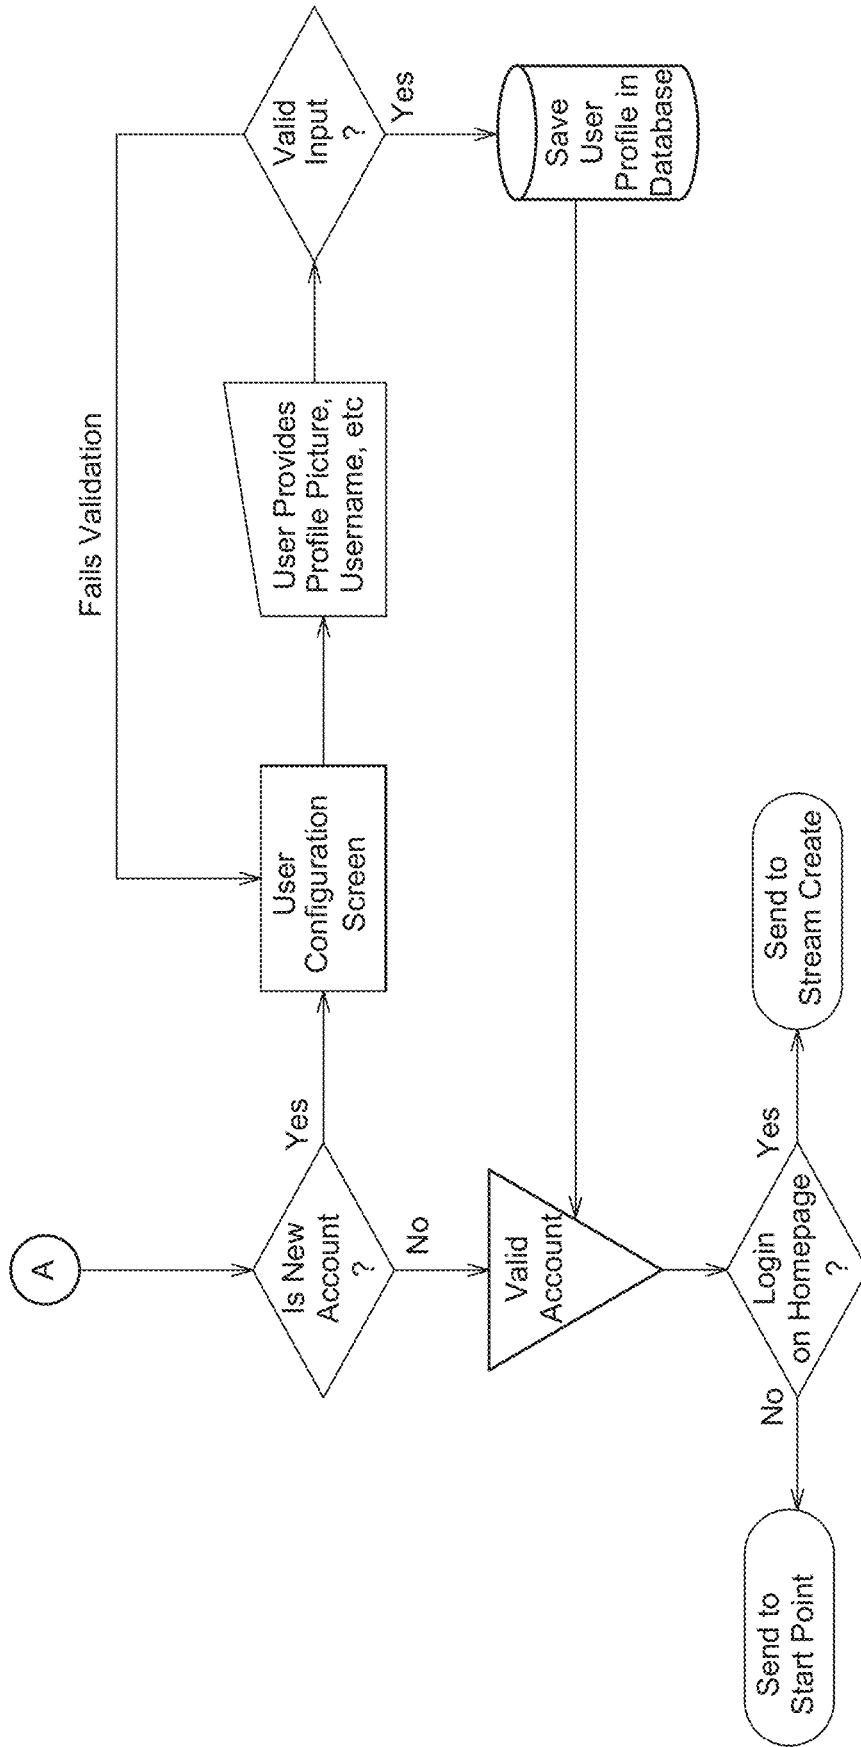 A
Is New
Account
?
Yes
No
User
Configuration
Screen
User Provides
Profile Picture,
Username, etc
Fails Validation
Valid
Input
?
Yes
Save
User
Profile in
Database
Valid
Account
Login
on Homepage
?
No
Yes
Send to
Start Point
Send to
Stream Create